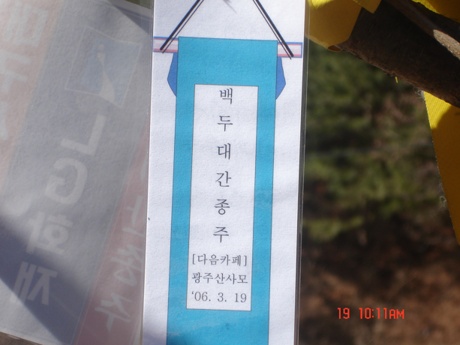 백
두
대
간
종
주
[다음카페]
광주산사모
'06. 3. 19
19 10:11AM